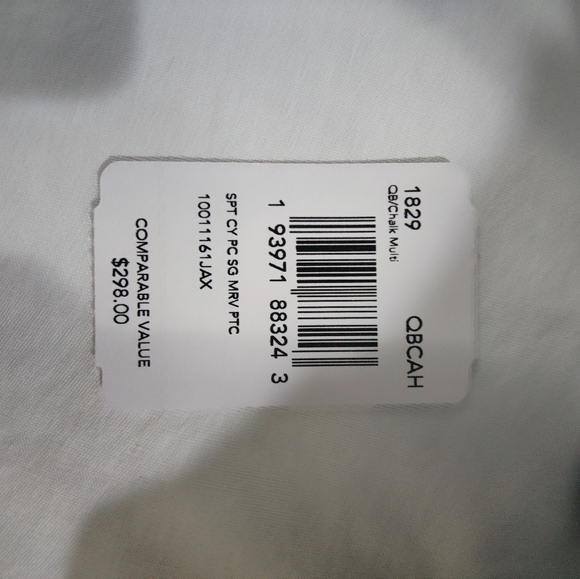 1829 QBCAH
QB/Chalk Multi
1 93971 88324 3
SPT CY PC SG MRV PTC
10011161JAX
COMPARABLE VALUE
$298.00